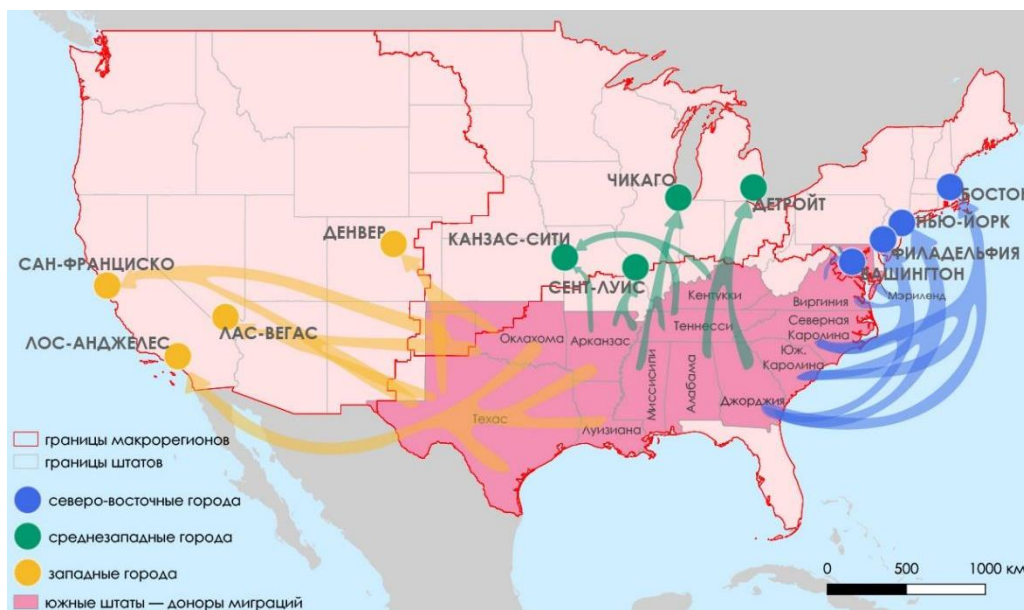 ЧИКАГО
ДЕТРОЙТ
БОСТОН
НЬЮ-ЙОРК
ФИЛАДЕЛЬФИЯ
ВАШИНГТОН
ДЕНВЕР
КАНЗАС-СИТИ
СЕНТ-ЛУИС
САН-ФРАНЦИСКО
ЛАС-ВЕГАС
ЛОС-АНДЖЕЛЕС
Мэриленд
Виргиния
Кентукки
Северная
Каролина
Теннесси
Юж.
Каролина
Оклахома
Арканзас
Миссисипи
Алабама
Джорджия
Техас
Луизиана
границы макрорегионов
границы штатов
северо-восточные города
среднезападные города
западные города
южные штаты — доноры миграций
0 500 1000 км